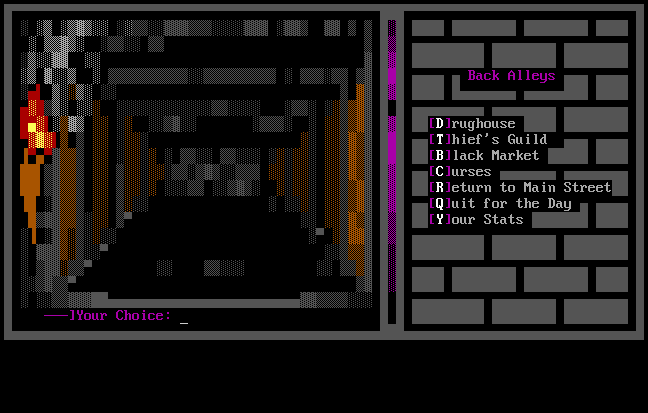 Back Alleys
[D]rughouse
[T]hief's Guild
[B]lack Market
[C]urses
[R]eturn to Main Street
[Q]uit for the Day
[Y]our Stats
───]Your Choice: _